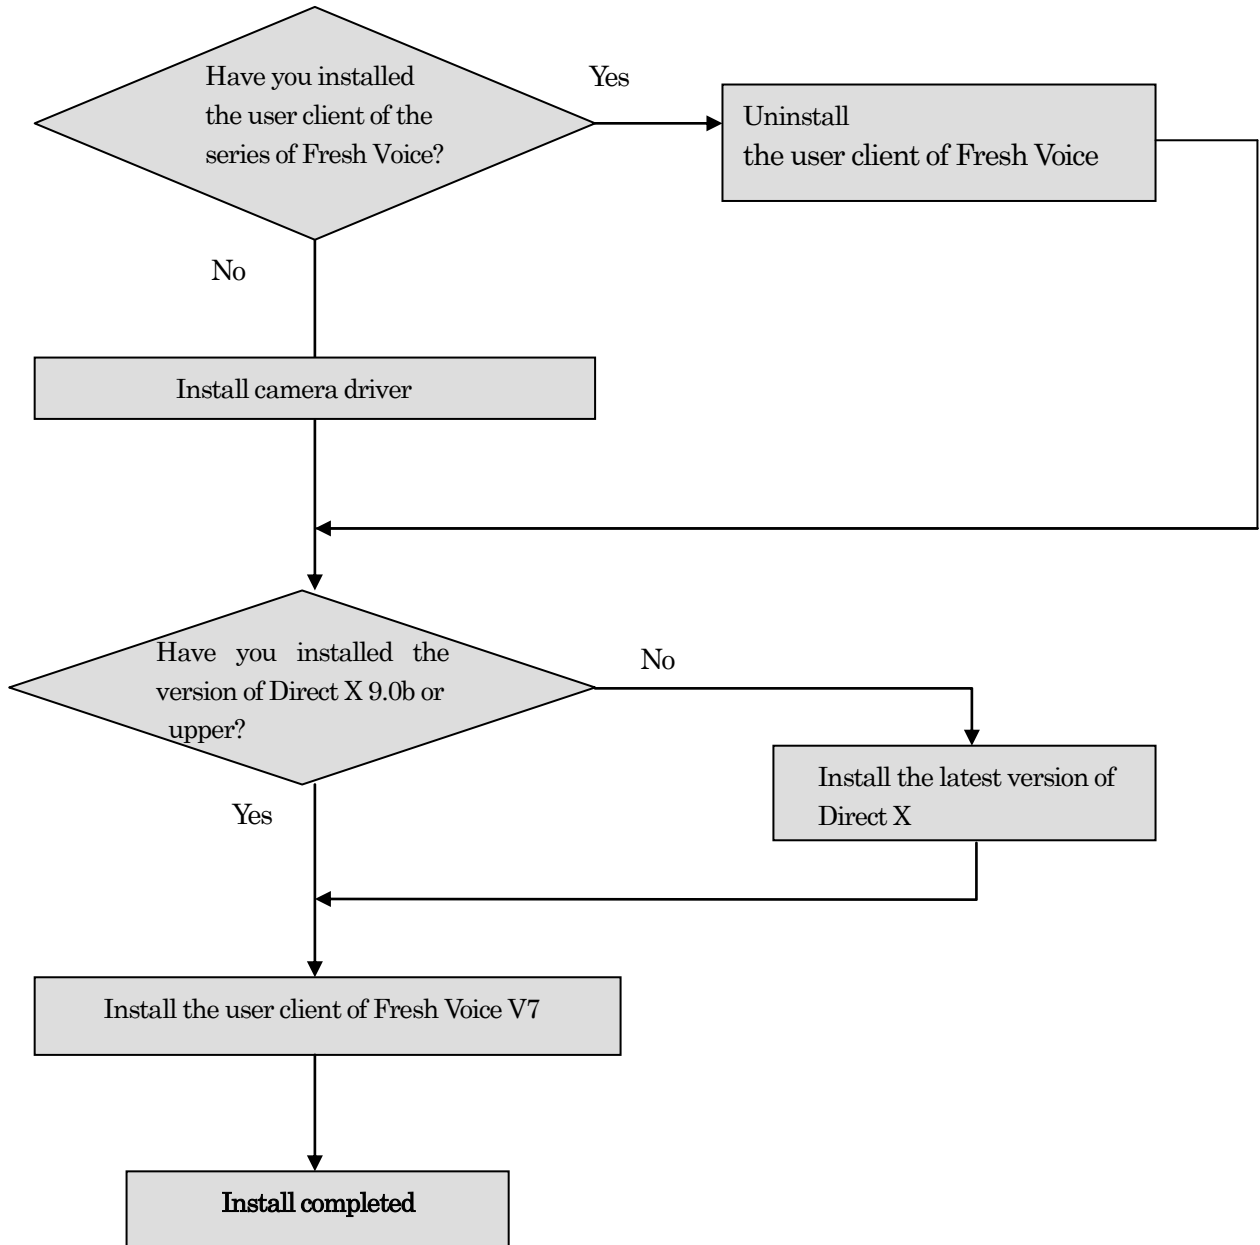 Have you installed
the user client of the
series of Fresh Voice?
Yes
Uninstall
the user client of Fresh Voice
No
Install camera driver
Have you installed the
version of Direct X 9.0b or
upper?
No
Install the latest version of
Direct X
Yes
Install the user client of Fresh Voice V7
Install completed